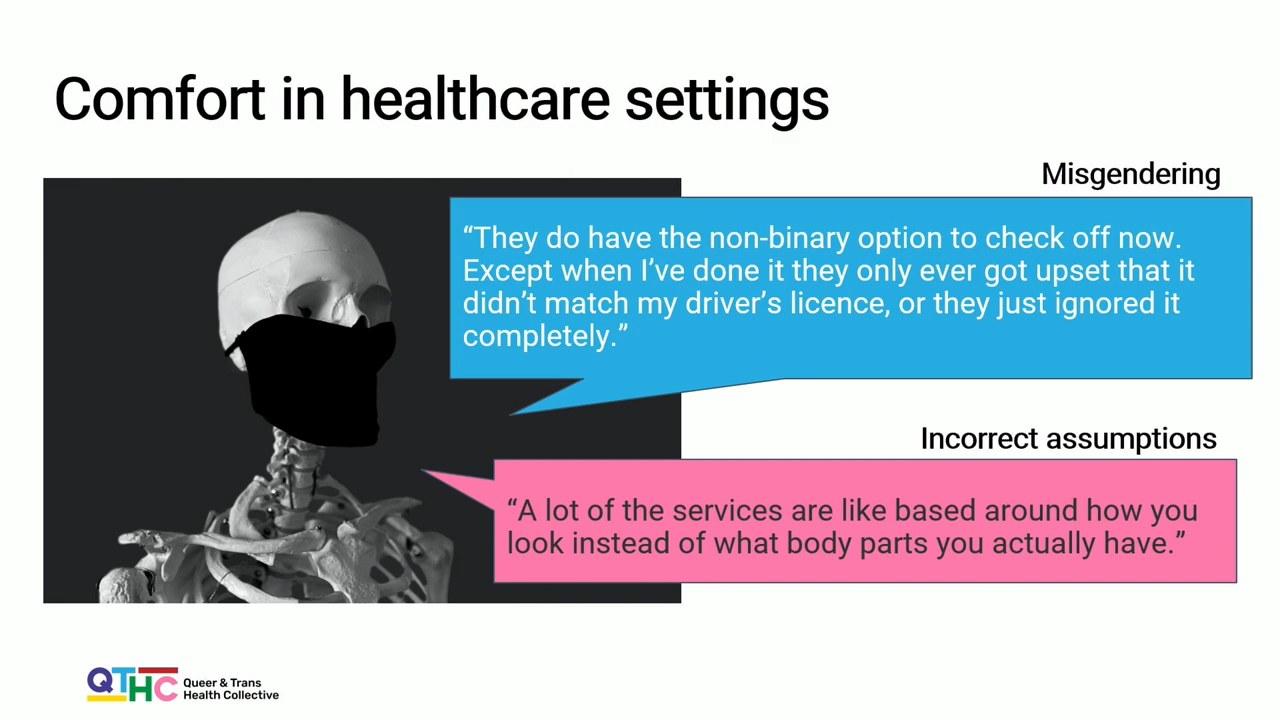 Comfort in healthcare settings
Misgendering
“They do have the non-binary option to check off now.
Except when I’ve done it they only ever got upset that it
didn’t match my driver’s licence, or they just ignored it
completely.”
Incorrect assumptions
“A lot of the services are like based around how you
look instead of what body parts you actually have.”
QTHC
Queer & Trans
Health Collective